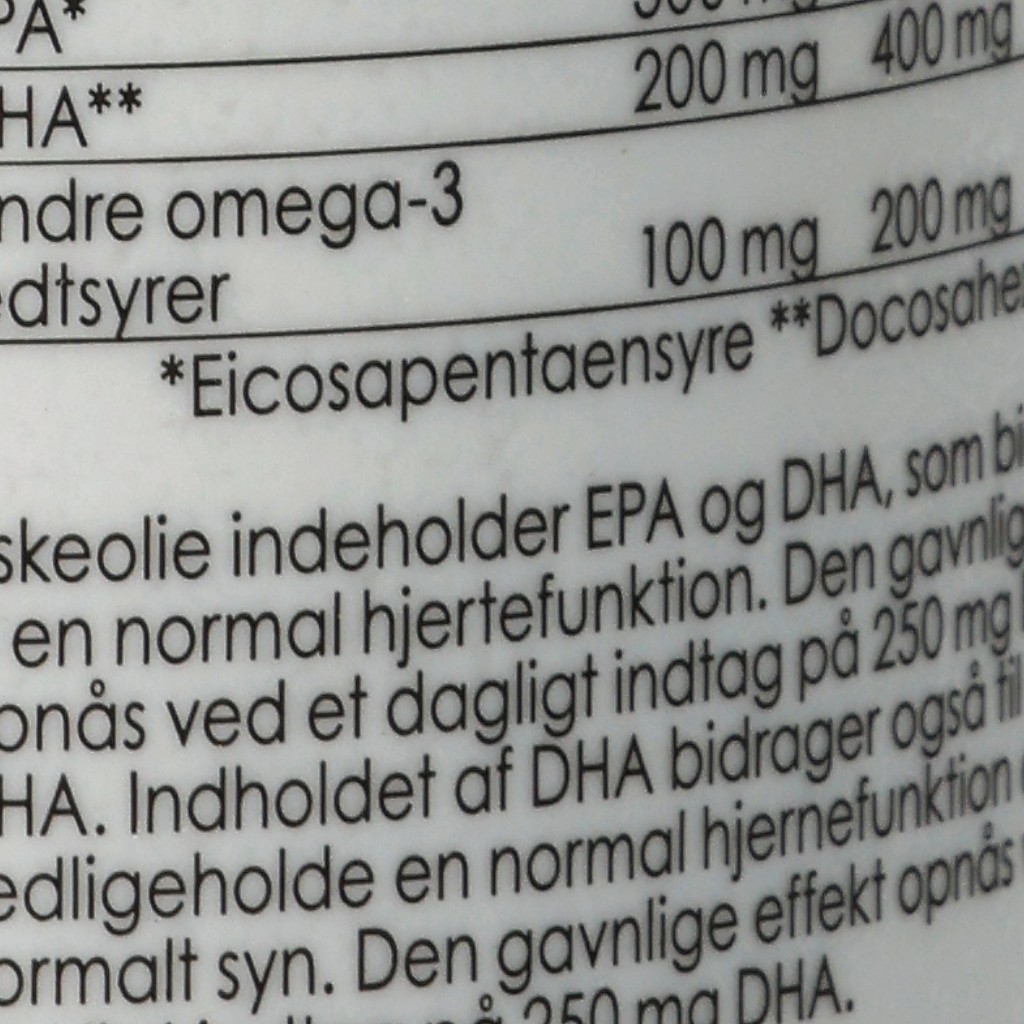 PA*
HA** 200 mg 400 mg
ndre omega-3
edtsyrer 100 mg 200 mg
*Eicosapentaensyre **Docosahe
skeolie indeholder EPA og DHA, som bi
en normal hjertefunktion. Den gavnlig
pnås ved et dagligt indtag på 250 mg
HA. Indholdet af DHA bidrager også til
edligeholde en normal hjernefunktion
ormalt syn. Den gavnlige effekt opnås
på 250 mg DHA.